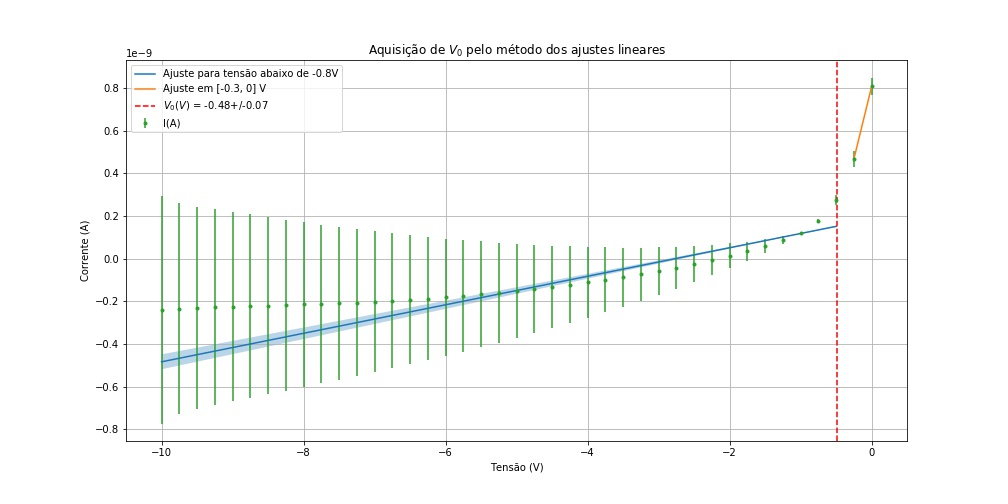 Aquisição de V₀ pelo método dos ajustes lineares
1e−9
Ajuste para tensão abaixo de -0.8V
Ajuste em [-0.3, 0] V
V₀(V) = -0.48+/-0.07
I(A)
Corrente (A)
0.8
0.6
0.4
0.2
0.0
−0.2
−0.4
−0.6
−0.8
−10
−8
−6
−4
−2
0
Tensão (V)